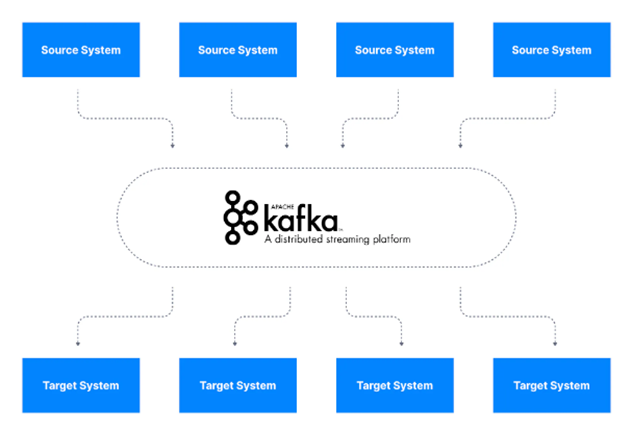 Source System
Source System
Source System
Source System
APACHE
kafka™
A distributed streaming platform
Target System
Target System
Target System
Target System